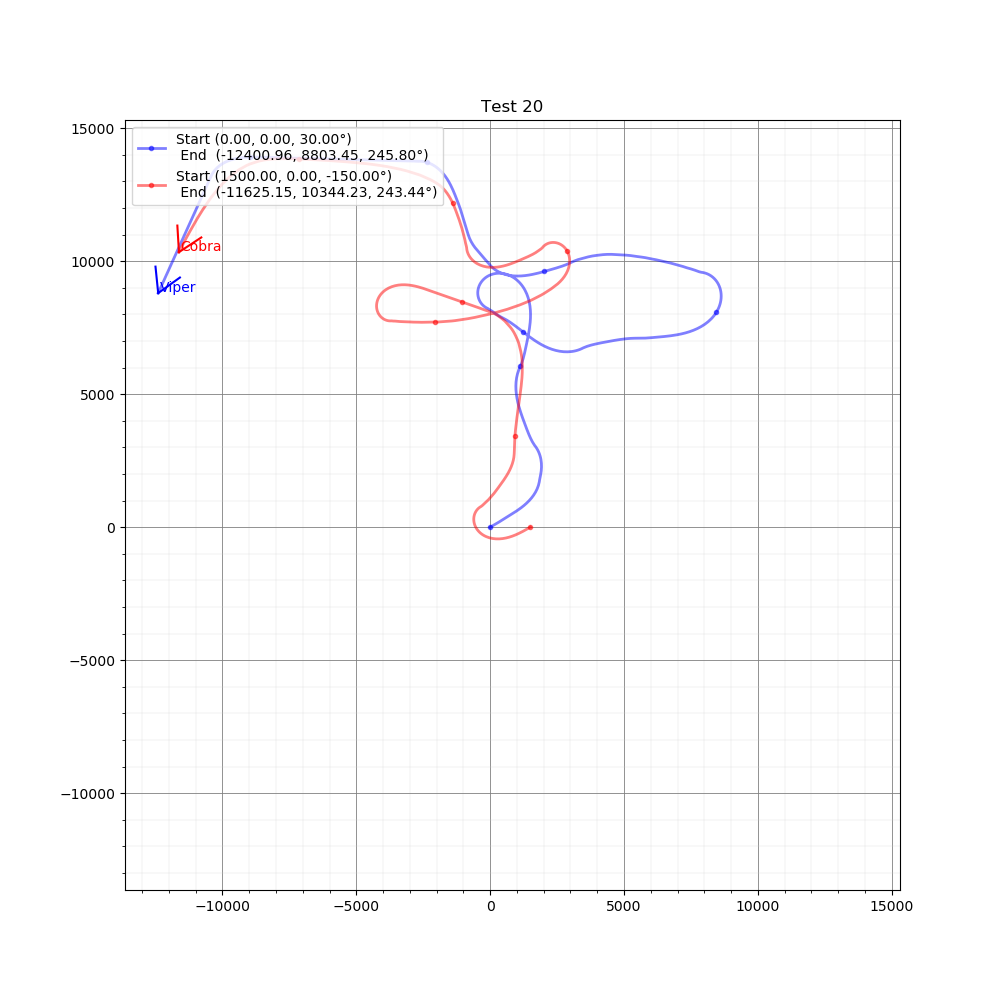 Test 20
15000
10000
5000
0
−5000
−10000
Start (0.00, 0.00, 30.00°)
End (-12400.96, 8803.45, 245.80°)
Start (1500.00, 0.00, -150.00°)
End (-11625.15, 10344.23, 243.44°)
Cobra
Viper
−10000 −5000 0 5000 10000 15000